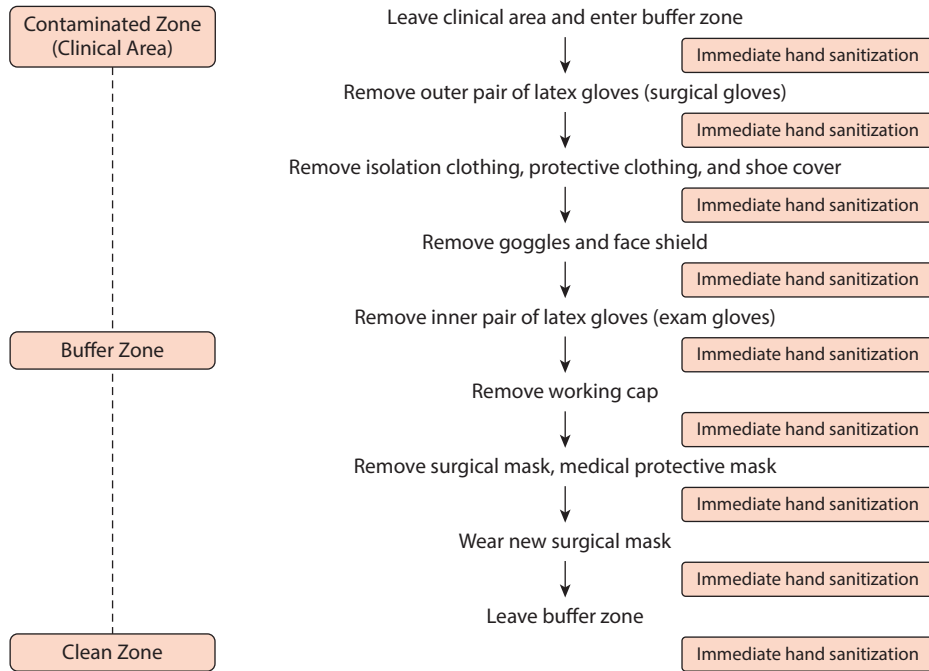 Contaminated Zone
(Clinical Area)
Leave clinical area and enter buffer zone
Immediate hand sanitization
Remove outer pair of latex gloves (surgical gloves)
Immediate hand sanitization
Remove isolation clothing, protective clothing, and shoe cover
Immediate hand sanitization
Remove goggles and face shield
Immediate hand sanitization
Remove inner pair of latex gloves (exam gloves)
Buffer Zone
Immediate hand sanitization
Remove working cap
Immediate hand sanitization
Remove surgical mask, medical protective mask
Immediate hand sanitization
Wear new surgical mask
Immediate hand sanitization
Leave buffer zone
Clean Zone
Immediate hand sanitization